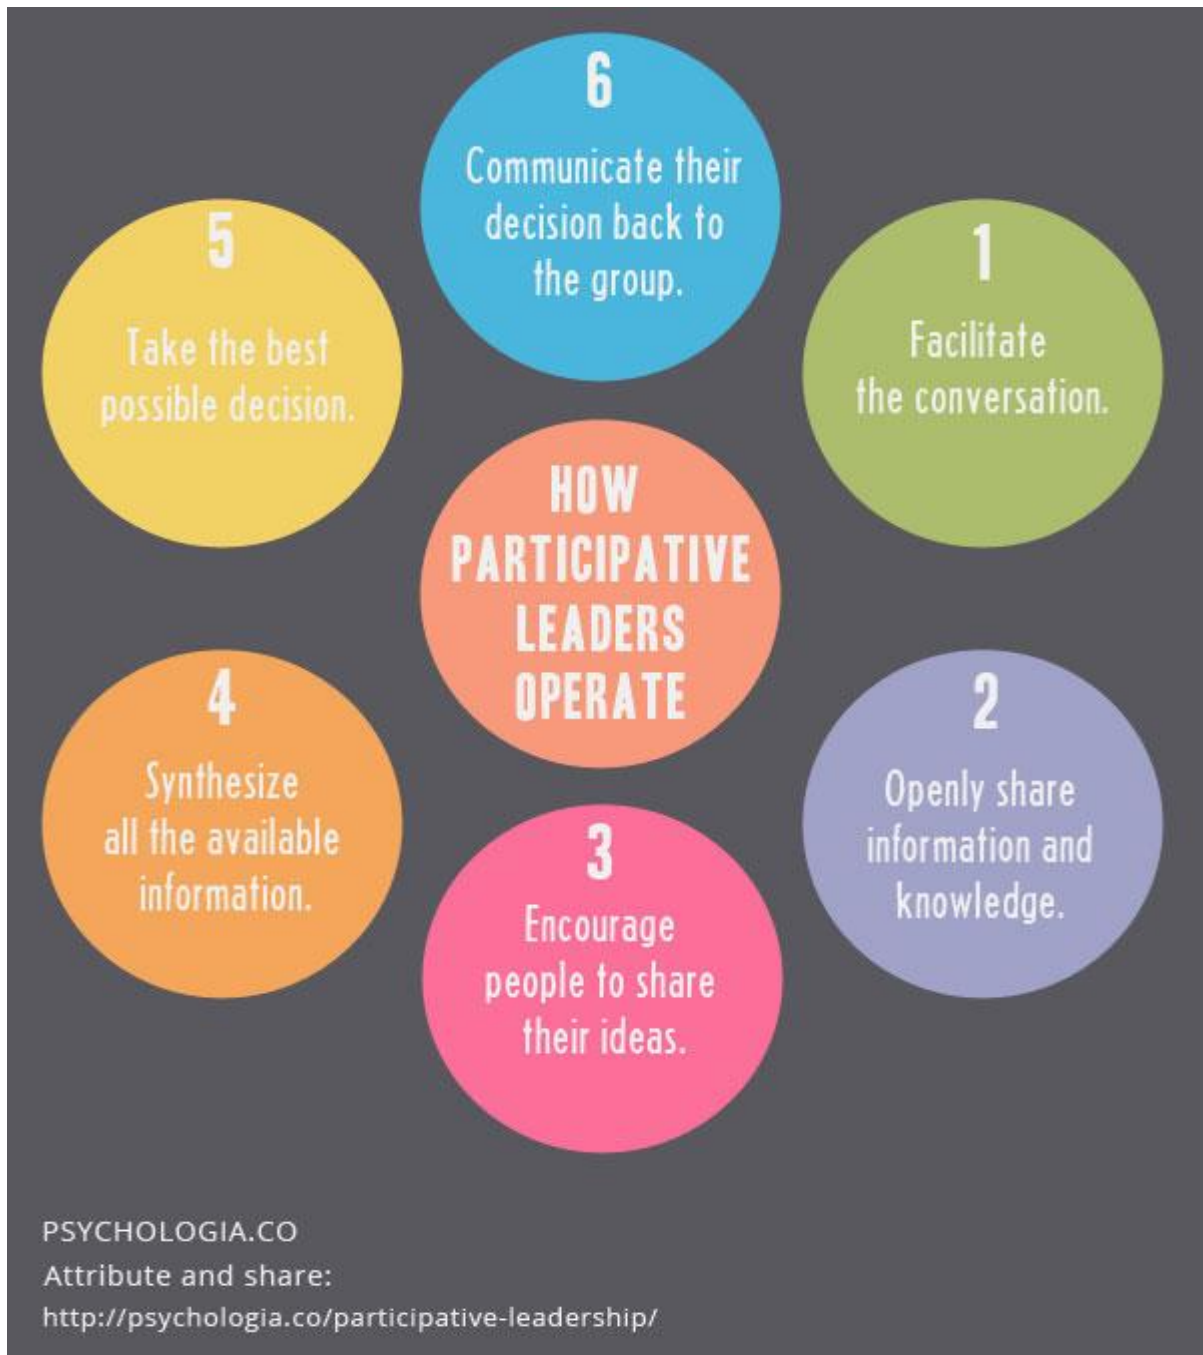 HOW
PARTICIPATIVE
LEADERS
OPERATE
1
Facilitate
the conversation.
2
Openly share
information and
knowledge.
3
Encourage
people to share
their ideas.
4
Synthesize
all the available
information.
5
Take the best
possible decision.
6
Communicate their
decision back to
the group.
PSYCHOLOGIA.CO
Attribute and share:
http://psychologia.co/participative-leadership/